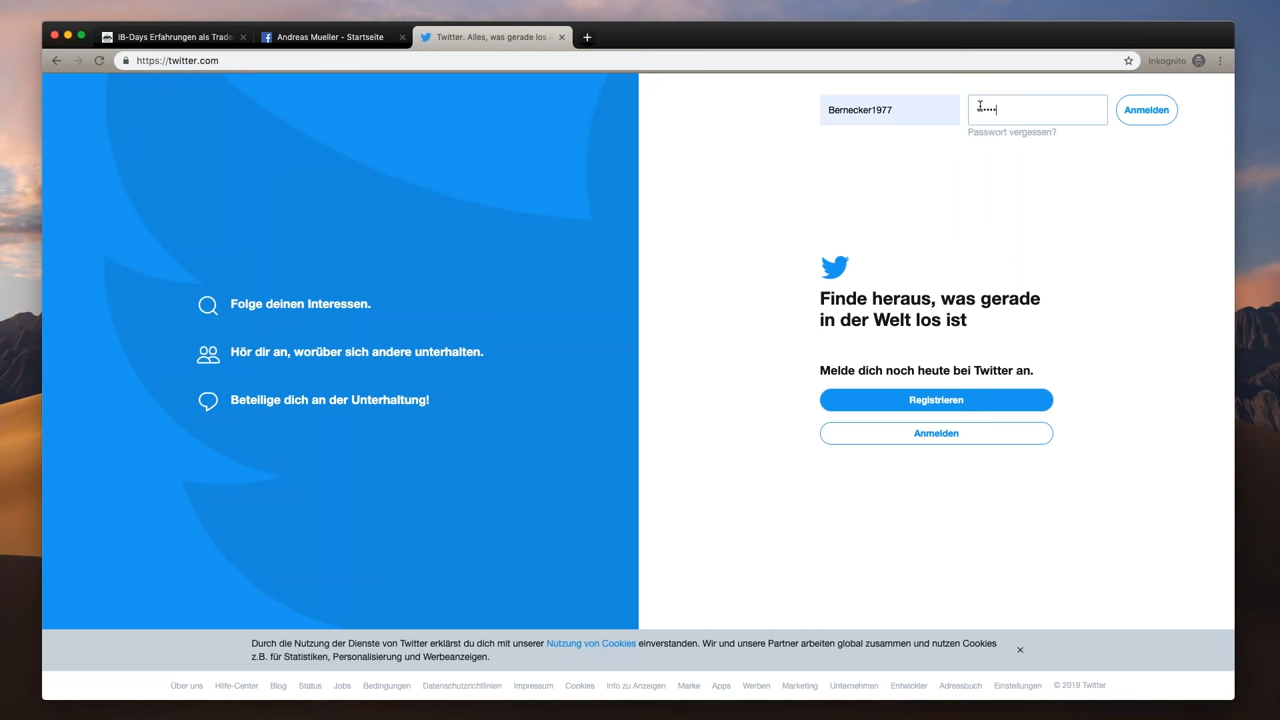 IB-Days Erfahrungen als Trade
Andreas Mueller - Startseite
Twitter. Alles, was gerade los i
https://twitter.com
Inkognito
Bernecker1977
Anmelden
Passwort vergessen?
Folge deinen Interessen.
Hör dir an, worüber sich andere unterhalten.
Beteilige dich an der Unterhaltung!
Finde heraus, was gerade
in der Welt los ist
Melde dich noch heute bei Twitter an.
Registrieren
Anmelden
Durch die Nutzung der Dienste von Twitter erklärst du dich mit unserer Nutzung von Cookies einverstanden. Wir und unsere Partner arbeiten global zusammen und nutzen Cookies
z.B. für Statistiken, Personalisierung und Werbeanzeigen.
Über uns Hilfe-Center Blog Status Jobs Bedingungen Datenschutzrichtlinien Impressum Cookies Info zu Anzeigen Marke Apps Werben Marketing Unternehmen Entwickler Adressbuch Einstellungen © 2019 Twitter